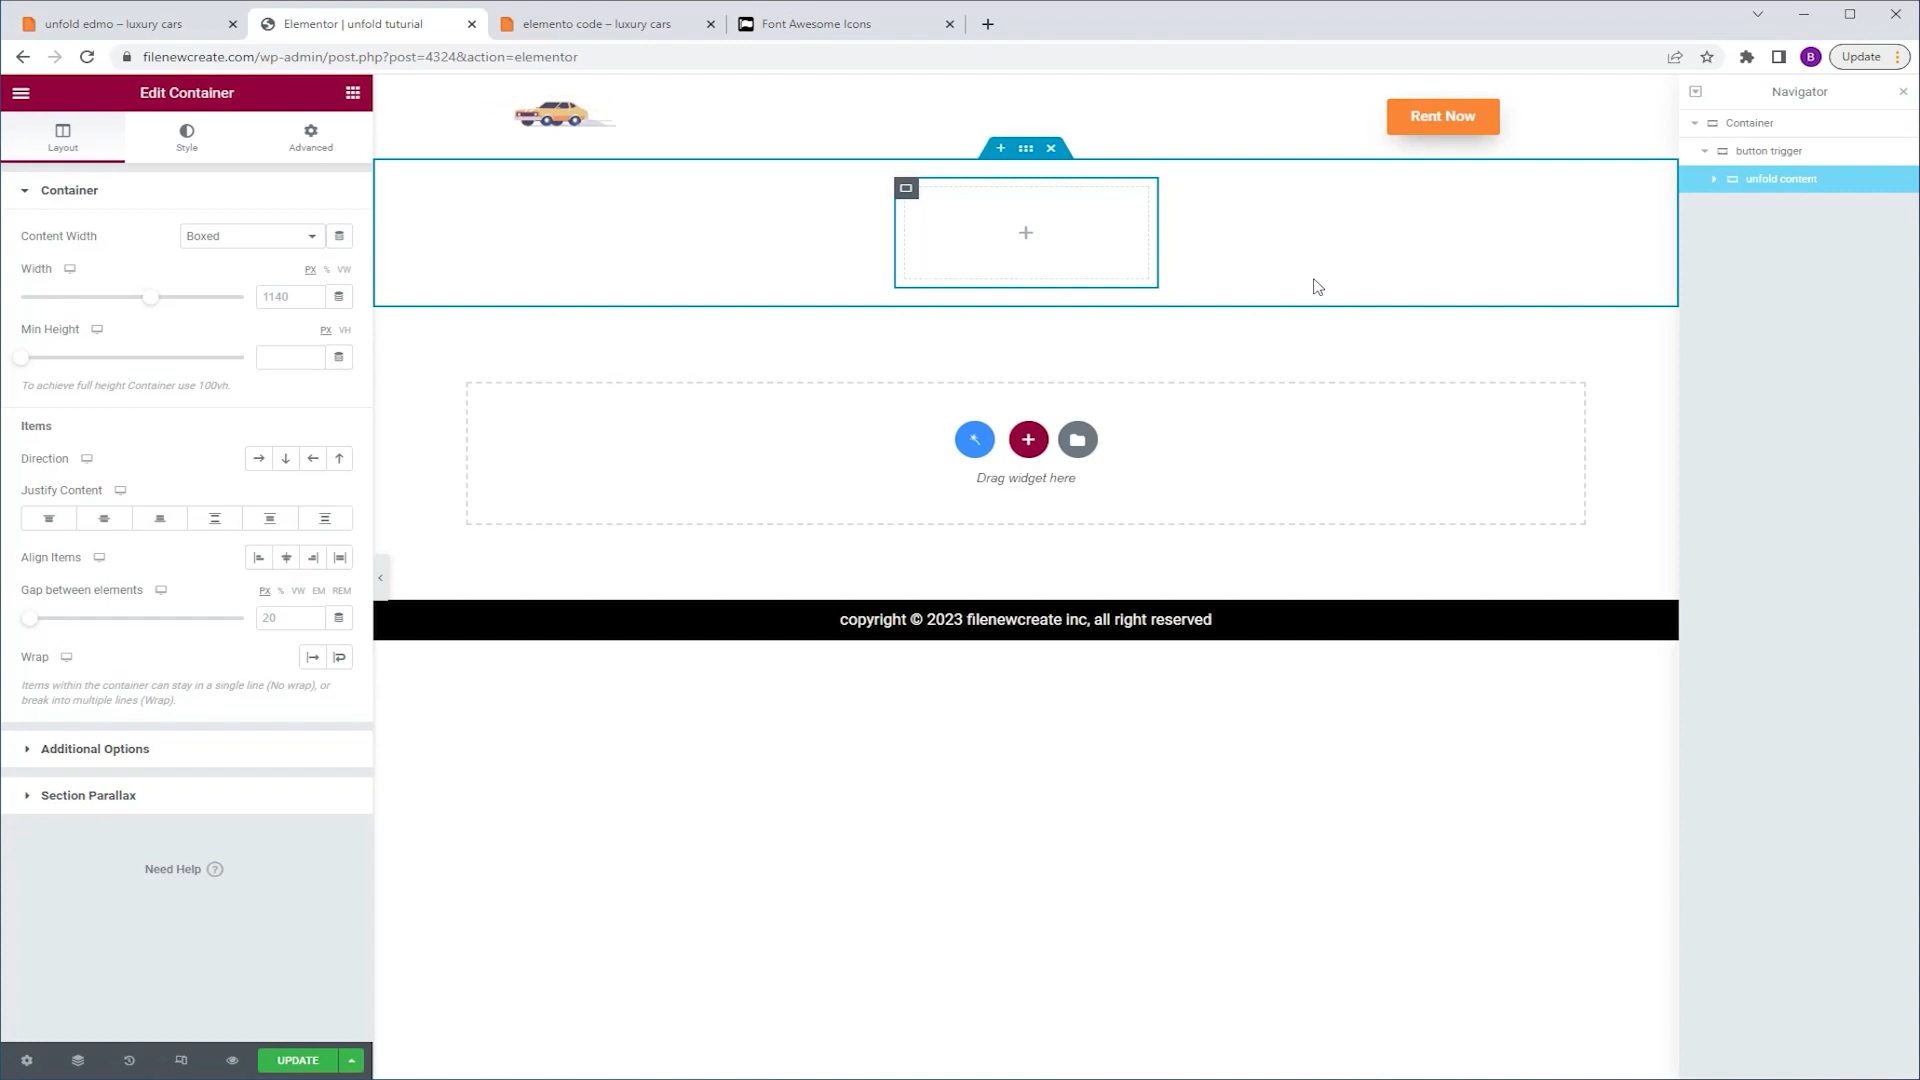 unfold edmo – luxury cars
Elementor | unfold tuturial
elemento code – luxury cars
Font Awesome Icons
filenewcreate.com/wp-admin/post.php?post=4324&action=elementor
B
Update
Edit Container
Layout
Style
Advanced
Container
Content Width
Boxed
Width
PX % VW
1140
Min Height
PX VH
To achieve full height Container use 100vh.
Items
Direction
Justify Content
Align Items
Gap between elements
PX % VW EM REM
20
Wrap
Items within the container can stay in a single line (No wrap), or
break into multiple lines (Wrap).
Additional Options
Section Parallax
Need Help ?
UPDATE
Rent Now
Drag widget here
copyright © 2023 filenewcreate inc, all right reserved
Navigator
Container
button trigger
unfold content